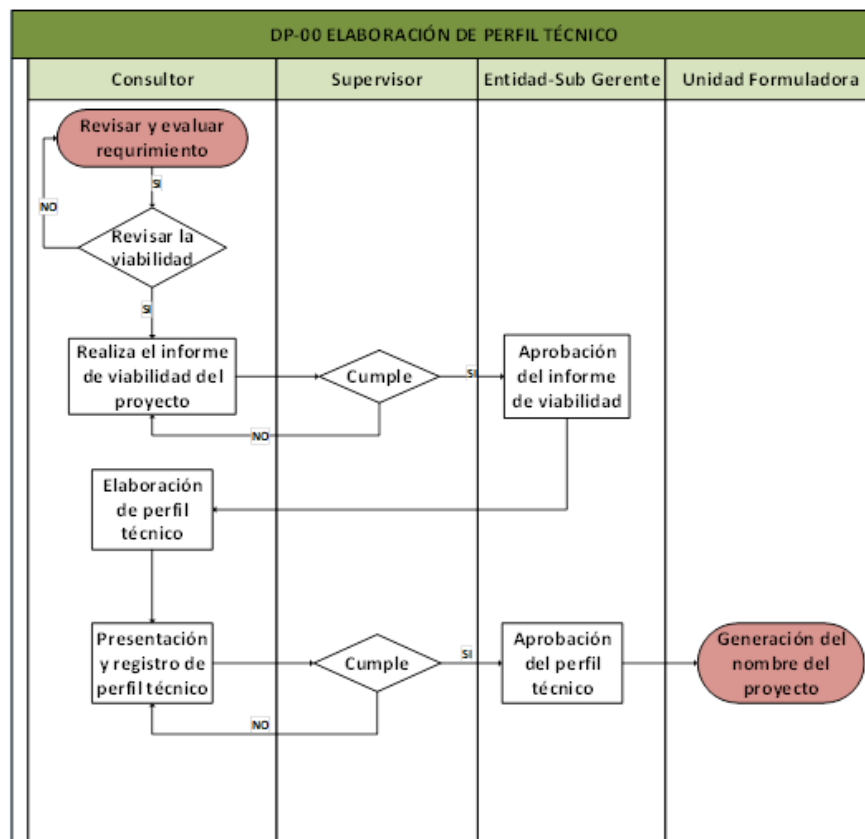 DP-00 ELABORACIÓN DE PERFIL TÉCNICO
Consultor
Supervisor
Entidad-Sub Gerente
Unidad Formuladora
Revisar y evaluar
requrimiento
SI
NO
Revisar la
viabilidad
SI
Realiza el informe
de viabilidad del
proyecto
Cumple
SI
Aprobación
del informe
de viabilidad
NO
Elaboración
de perfil
técnico
Presentación
y registro de
perfil técnico
Cumple
SI
Aprobación
del perfil
técnico
Generación del
nombre del
proyecto
NO